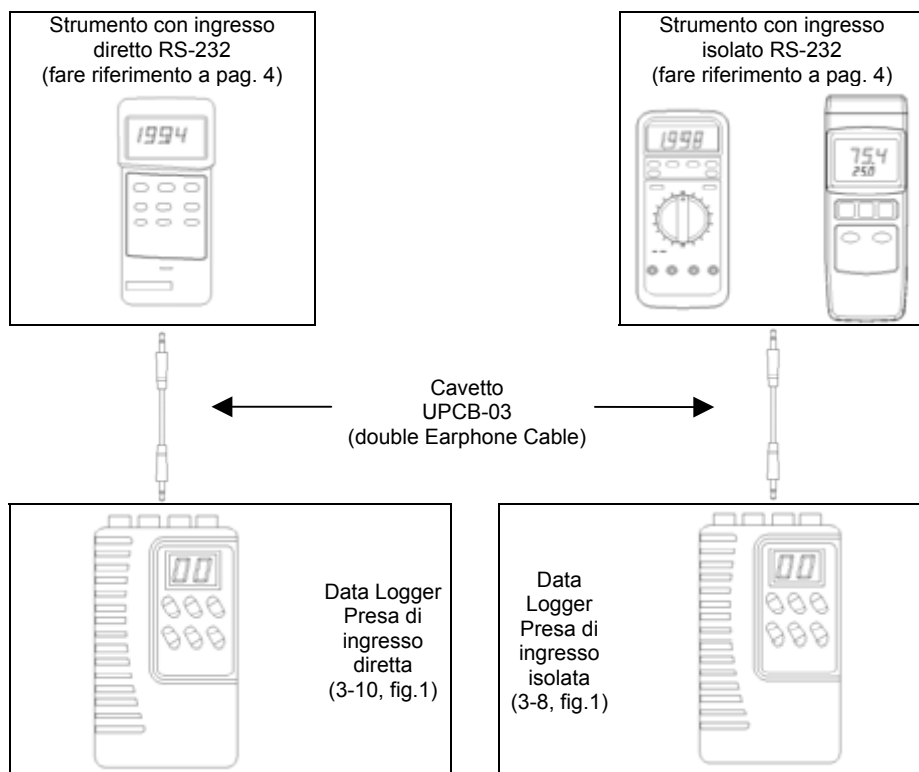 Strumento con ingresso
diretto RS-232
(fare riferimento a pag. 4)
Strumento con ingresso
isolato RS-232
(fare riferimento a pag. 4)
1994
1998
75.4
25.0
Cavetto
UPCB-03
(double Earphone Cable)
00
Data Logger
Presa di
ingresso
diretta
(3-10, fig.1)
Data
Logger
Presa di
ingresso
isolata
(3-8, fig.1)
00